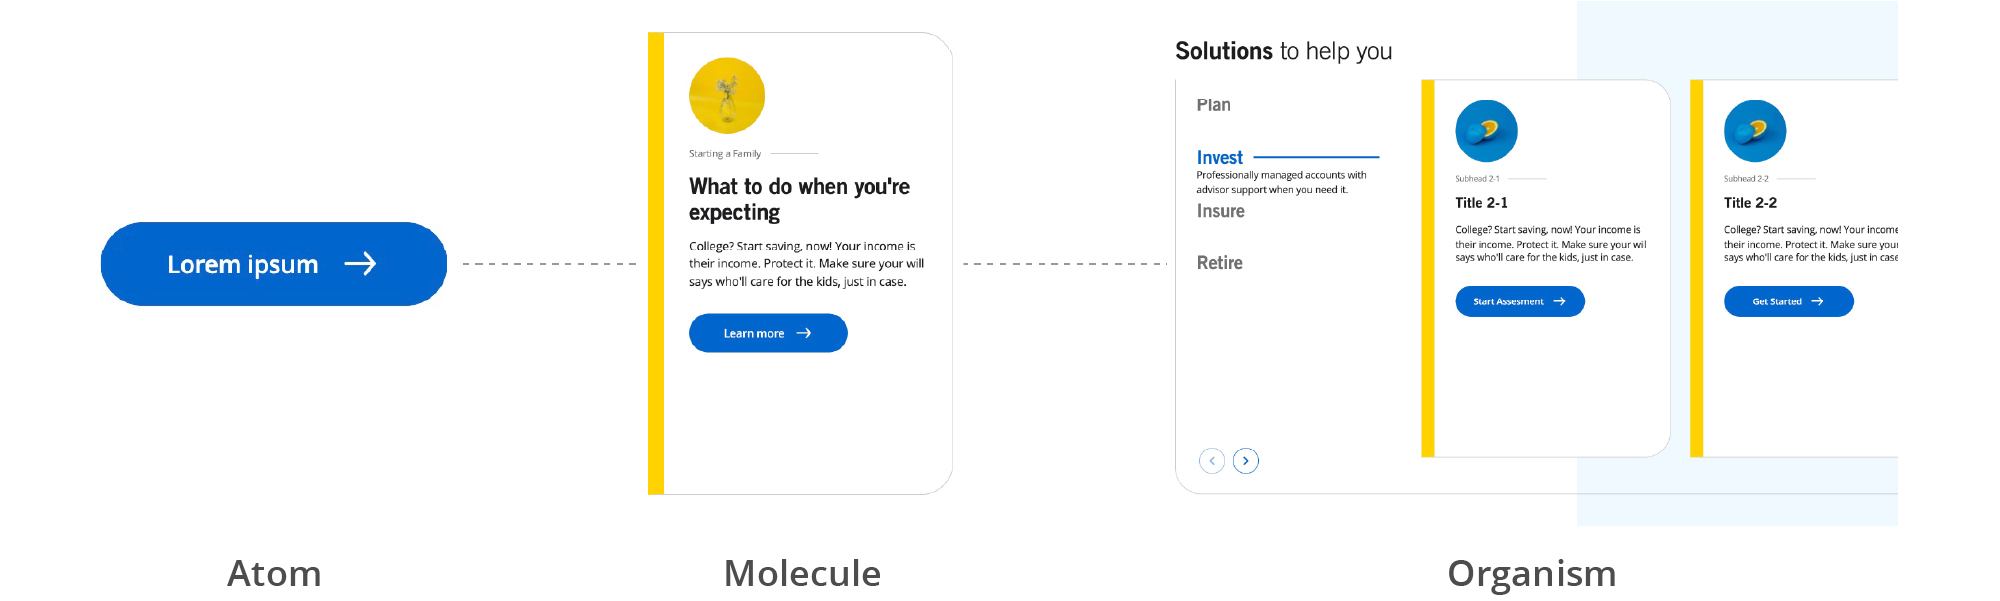 Lorem ipsum
Starting a Family
What to do when you're
expecting
College? Start saving, now! Your income is
their income. Protect it. Make sure your will
says who'll care for the kids, just in case.
Learn more
Solutions to help you
Plan
Invest
Professionally managed accounts with
advisor support when you need it.
Insure
Retire
Subhead 2-1
Title 2-1
College? Start saving, now! Your income is
their income. Protect it. Make sure your wil
says who'll care for the kids, just in case.
Start Assesment
Subhead 2-2
Title 2-2
College? Start saving, now! Your income
their income. Protect it. Make sure your
says who'll care for the kids, just in case
Get Started
Atom
Molecule
Organism